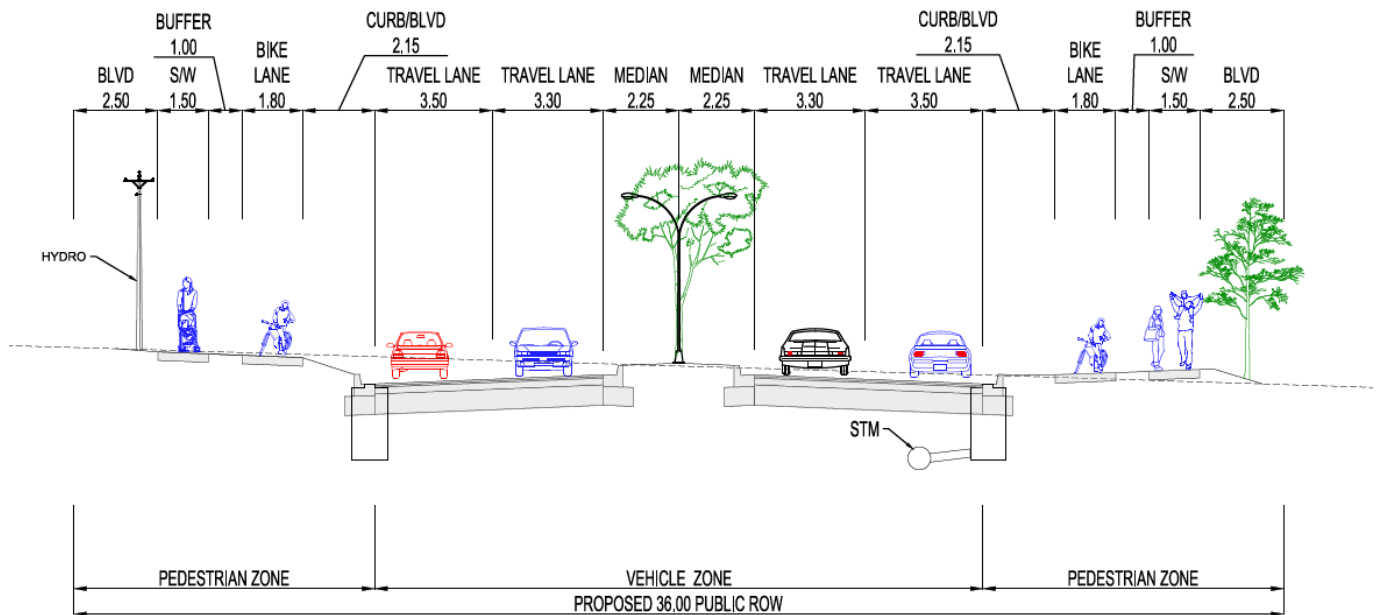 BUFFER
1.00
CURB/BLVD
2.15
CURB/BLVD
2.15
BUFFER
1.00
BLVD
2.50
S/W
1.50
BIKE
LANE
1.80
TRAVEL LANE
3.50
TRAVEL LANE
3.30
MEDIAN
2.25
MEDIAN
2.25
TRAVEL LANE
3.30
TRAVEL LANE
3.50
BIKE
LANE
1.80
S/W
1.50
BLVD
2.50
HYDRO
STM
PEDESTRIAN ZONE
VEHICLE ZONE
PEDESTRIAN ZONE
PROPOSED 36.00 PUBLIC ROW